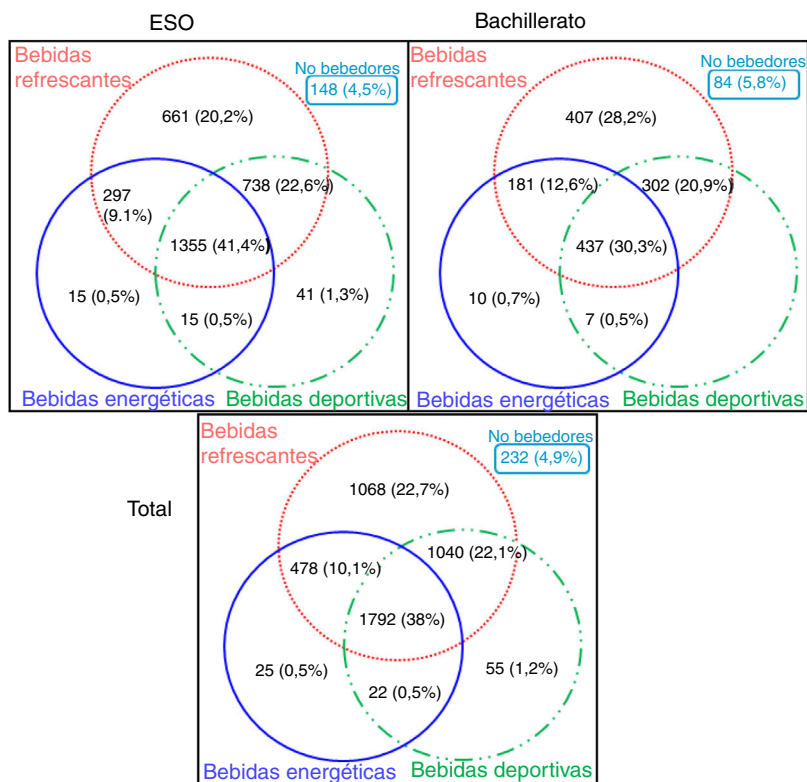 ESO
Bebidas
refrescantes
No bebedores
148 (4,5%)
661 (20,2%)
297
(9.1%)
738 (22,6%)
1355 (41,4%)
15 (0,5%)
41 (1,3%)
15 (0,5%)
Bebidas energéticas
Bebidas deportivas
Bachillerato
Bebidas
refrescantes
No bebedores
84 (5,8%)
407 (28,2%)
181 (12,6%)
302 (20,9%)
437 (30,3%)
10 (0,7%)
7 (0,5%)
Bebidas energéticas
Bebidas deportivas
Total
Bebidas
refrescantes
No bebedores
232 (4,9%)
1068 (22,7%)
478 (10,1%)
1040 (22,1%)
1792 (38%)
25 (0,5%)
55 (1,2%)
22 (0,5%)
Bebidas energéticas
Bebidas deportivas